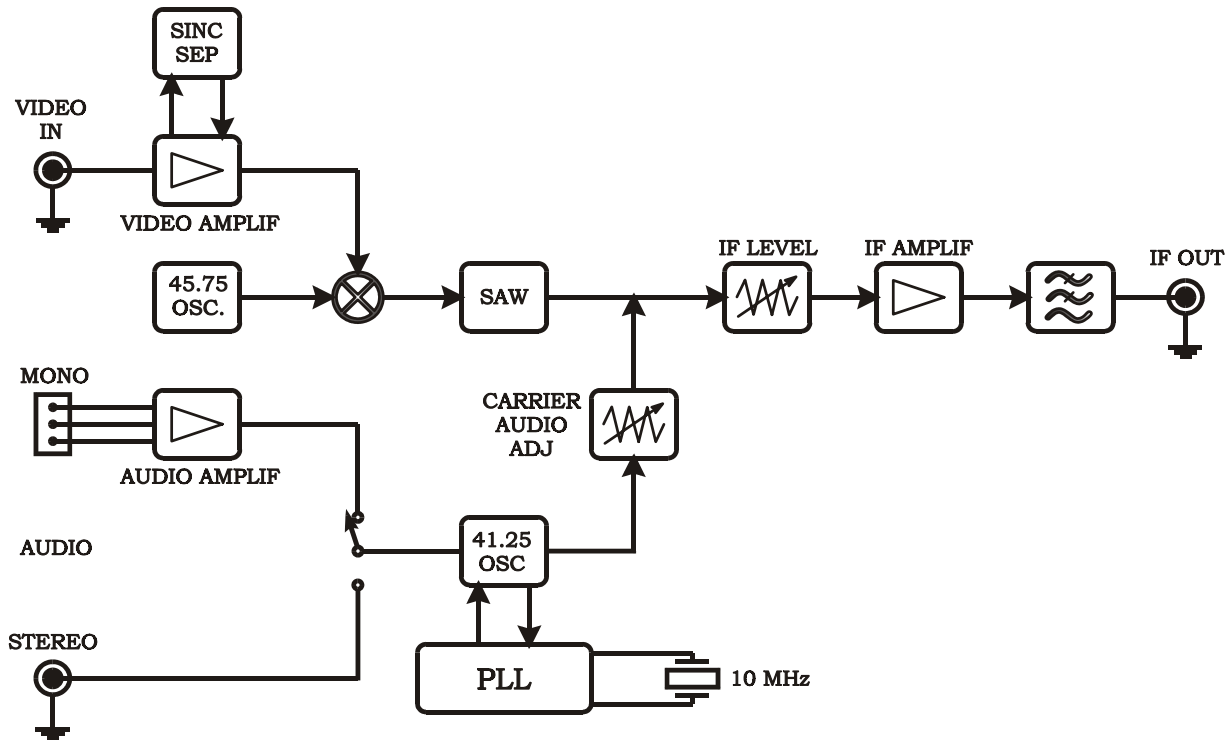 SINC
SEP
VIDEO
IN
VIDEO AMPLIF
45.75
OSC.
SAW
IF LEVEL
IF AMPLIF
IF OUT
MONO
AUDIO AMPLIF
CARRIER
AUDIO
ADJ
AUDIO
41.25
OSC
STEREO
PLL
10 MHz